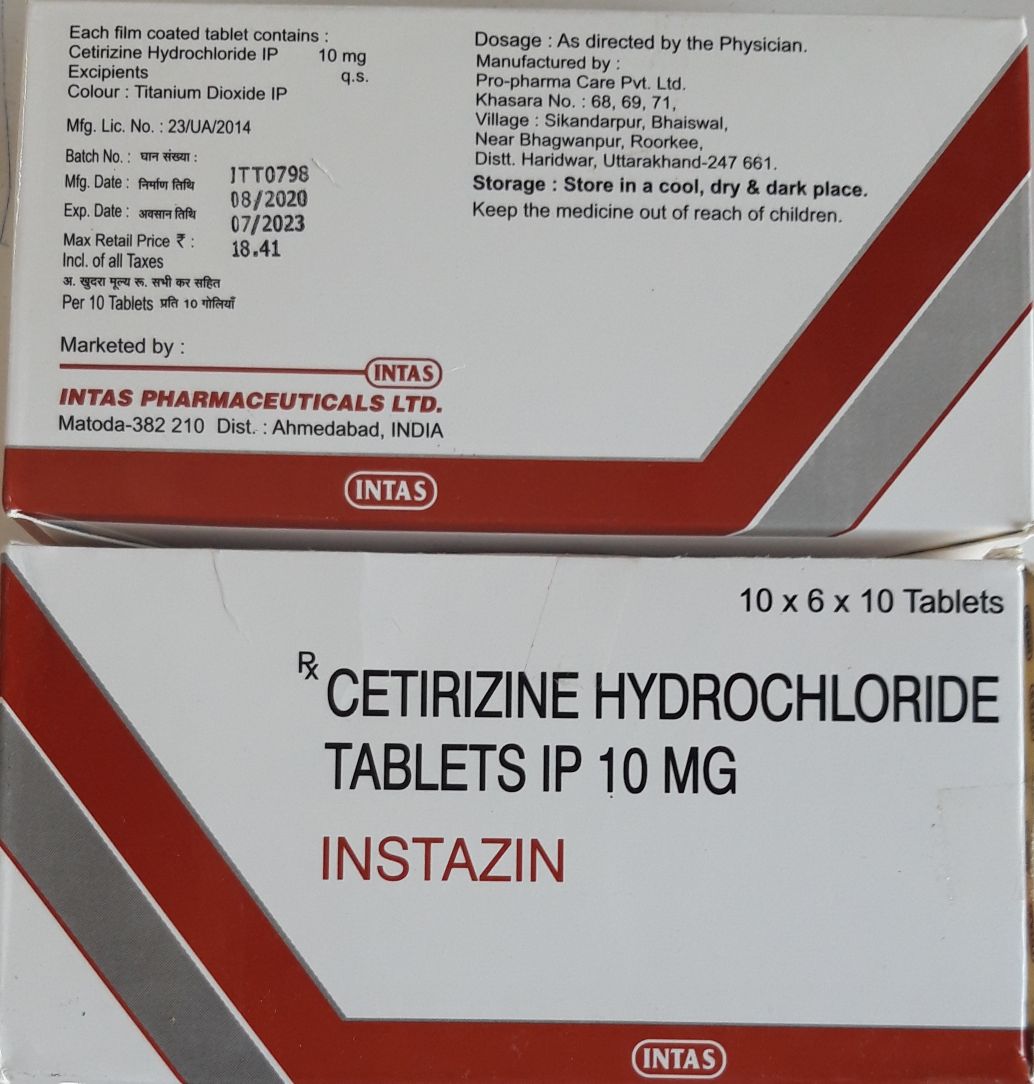 Each film coated tablet contains :
Cetirizine Hydrochloride IP 10 mg
Excipients q.s.
Colour : Titanium Dioxide IP
Mfg. Lic. No. : 23/UA/2014
Batch No. : घान संख्या : ITT0798
Mfg. Date : निर्माण तिथि 08/2020
Exp. Date : अवसान तिथि 07/2023
Max Retail Price ₹ : 18.41
Incl. of all Taxes
अ. खुदरा मूल्य रू. सभी कर सहित
Per 10 Tablets प्रति 10 गोलियाँ
Marketed by :
INTAS
INTAS PHARMACEUTICALS LTD.
Matoda-382 210 Dist. : Ahmedabad, INDIA
Dosage : As directed by the Physician.
Manufactured by :
Pro-pharma Care Pvt. Ltd.
Khasara No. : 68, 69, 71,
Village : Sikandarpur, Bhaiswal,
Near Bhagwanpur, Roorkee,
Distt. Haridwar, Uttarakhand-247 661.
Storage : Store in a cool, dry & dark place.
Keep the medicine out of reach of children.
INTAS
10 x 6 x 10 Tablets
Rx CETIRIZINE HYDROCHLORIDE
TABLETS IP 10 MG
INSTAZIN
INTAS